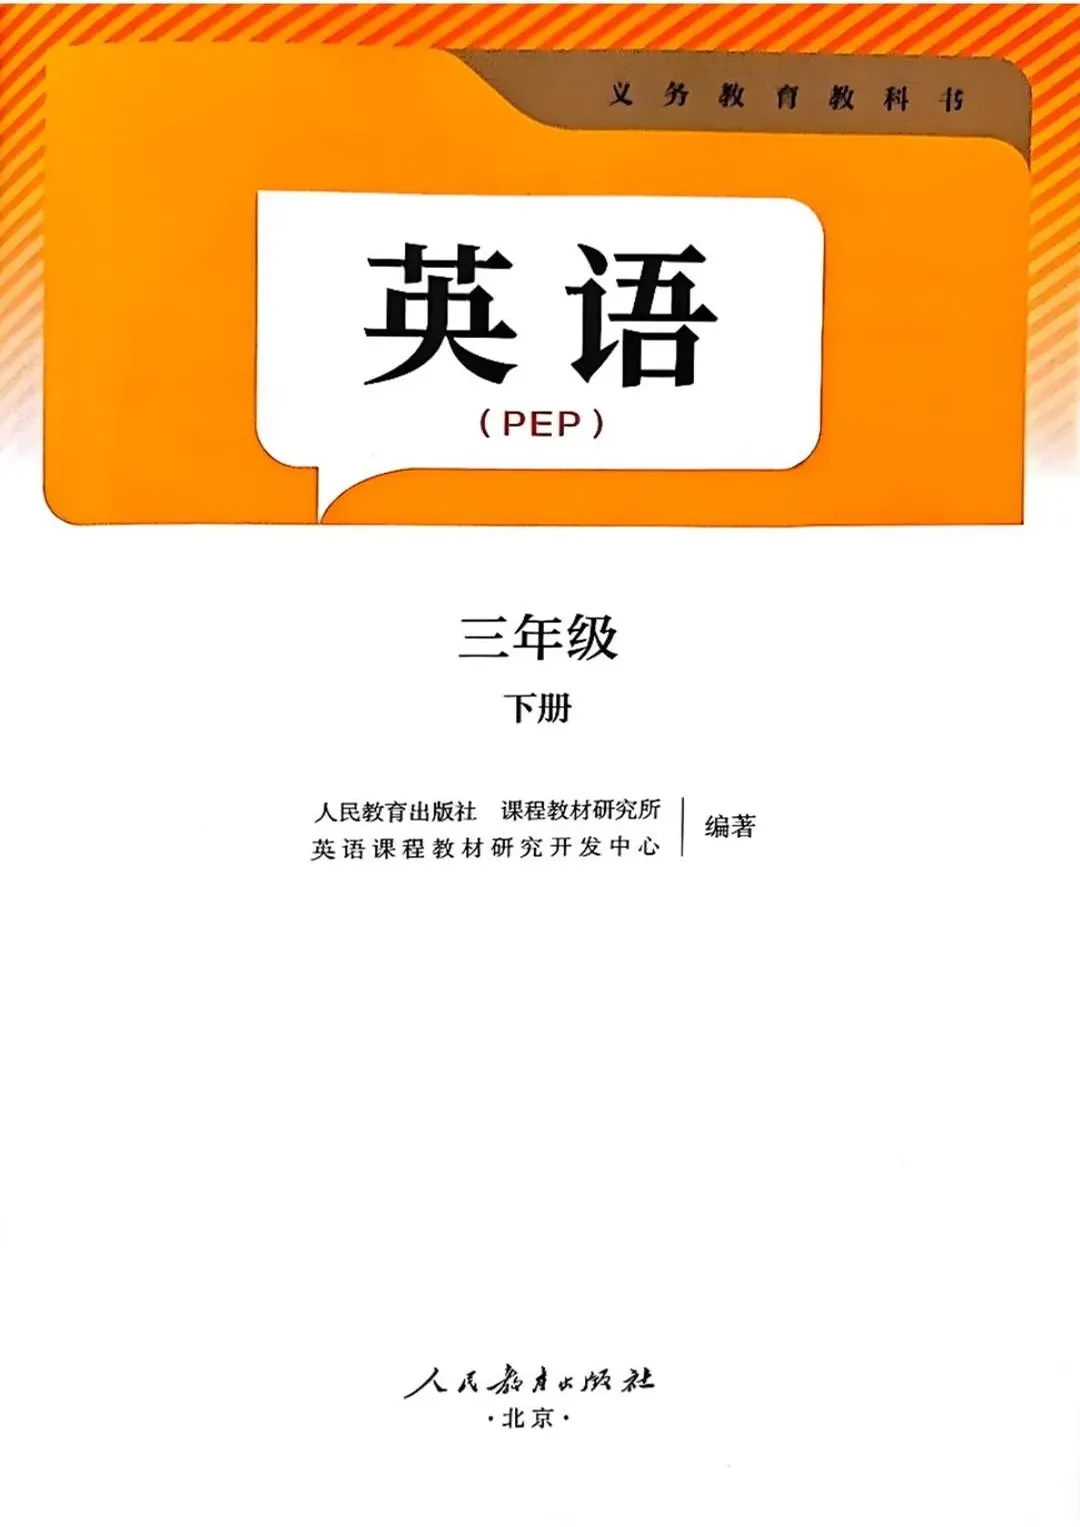 义务教育教科书
英语
（PEP）
三年级
下册
人民教育出版社 课程教材研究所
英语课程教材研究开发中心
编著
人民教育出版社
·北京·